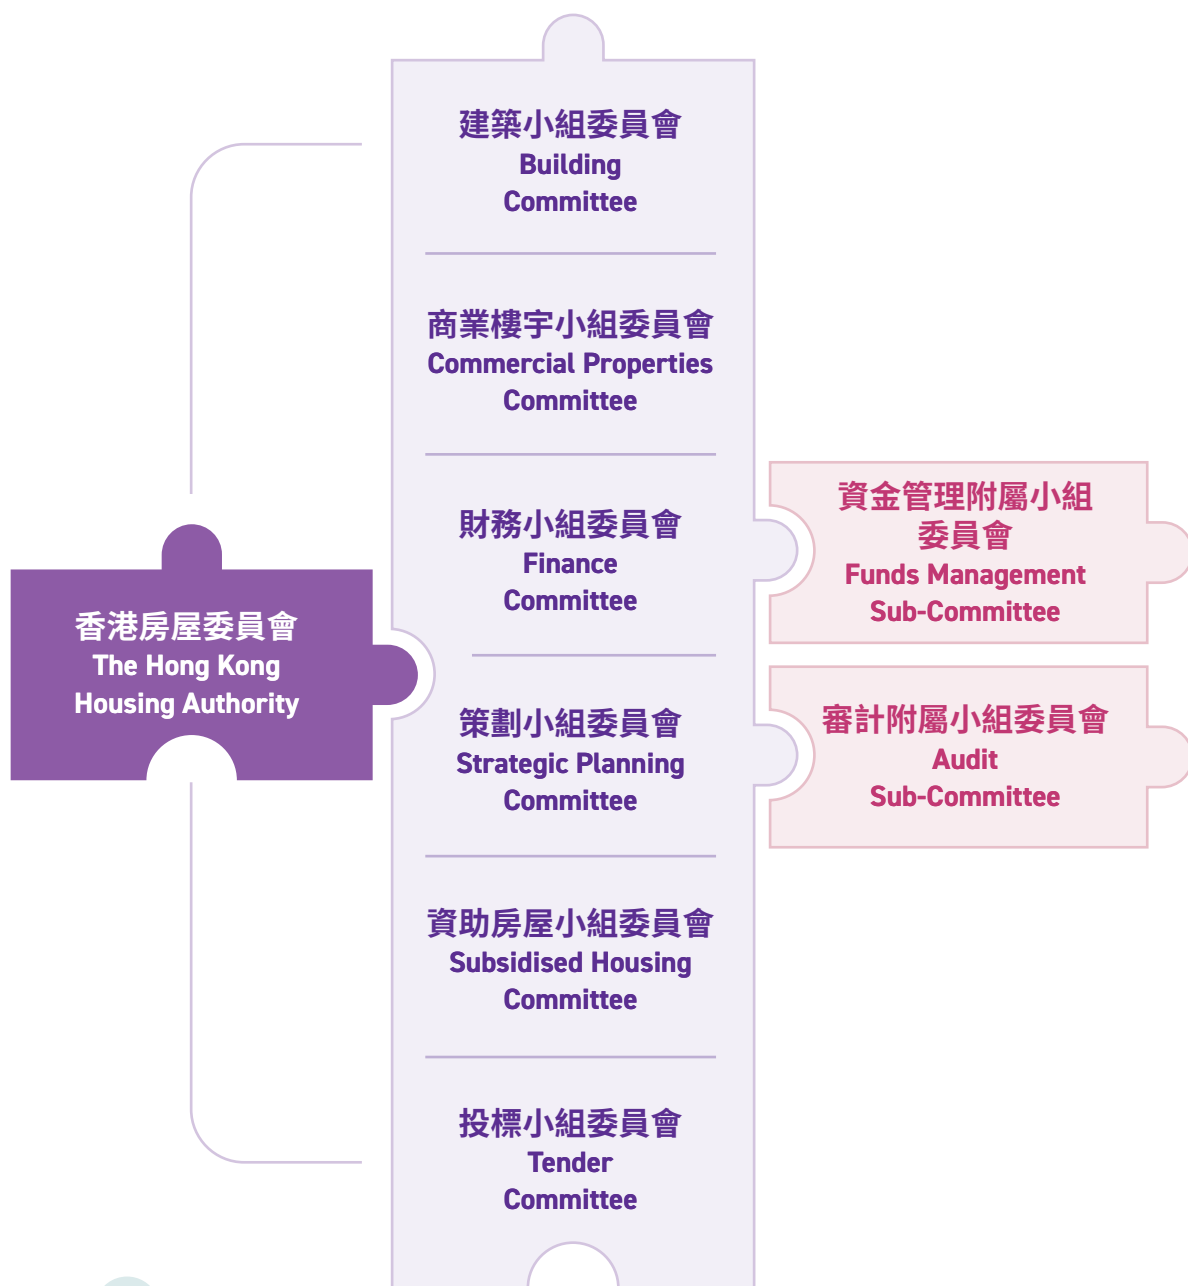 建築小組委員會
Building
Committee
商業樓宇小組委員會
Commercial Properties
Committee
財務小組委員會
Finance
Committee
資金管理附屬小組
委員會
Funds Management
Sub-Committee
香港房屋委員會
The Hong Kong
Housing Authority
策劃小組委員會
Strategic Planning
Committee
審計附屬小組委員會
Audit
Sub-Committee
資助房屋小組委員會
Subsidised Housing
Committee
投標小組委員會
Tender
Committee